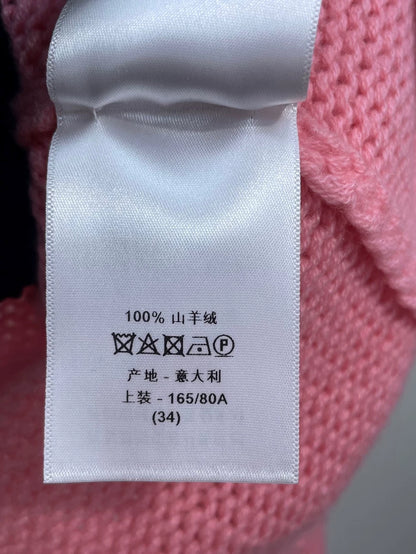 100% 山羊绒
P
产地 - 意大利
上装 - 165/80A
(34)